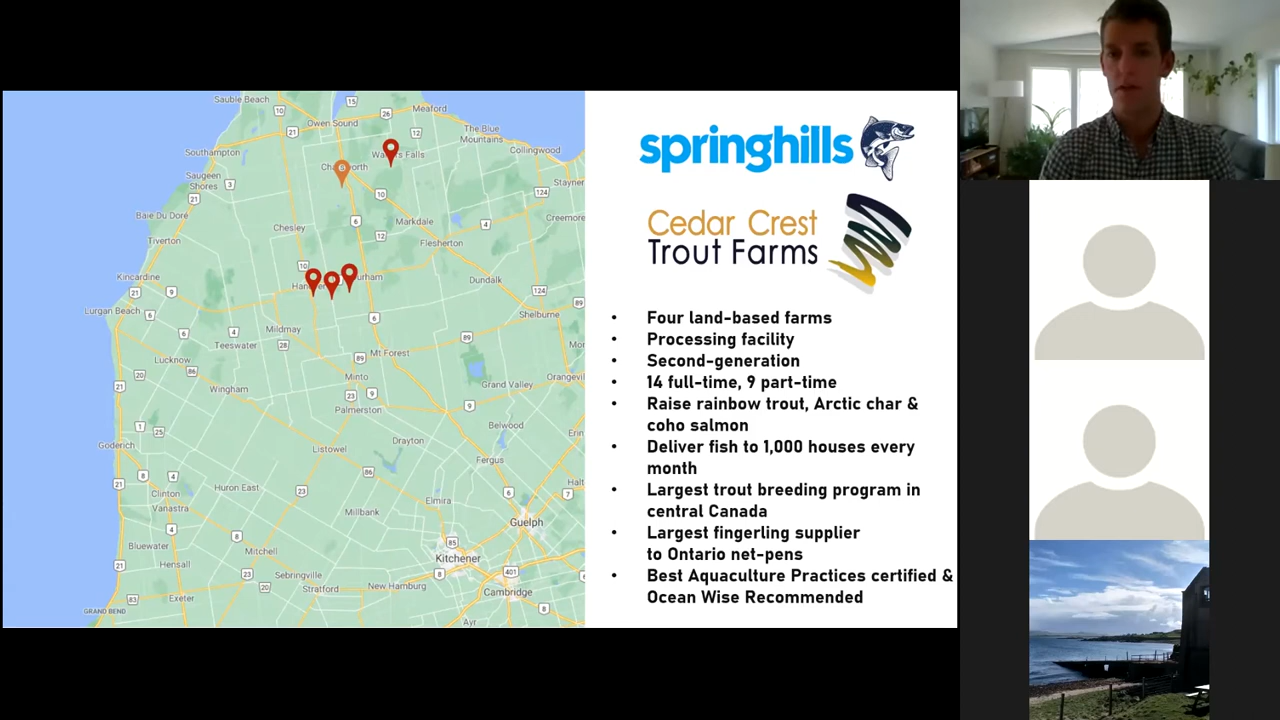 Sauble Beach
Meaford
Owen Sound
The Blue
Mountains
Collingwood
Southampton
Saugeen
Shores
Stayner
Baie Du Doré
Creemore
Markdale
Chesley
Flesherton
Tiverton
Kincardine
Dundalk
Lurgan Beach
Shelburne
Mildmay
Teeswater
Mt Forest
Lucknow
Minto
Grand Valley
Wingham
Palmerston
Belwood
Drayton
Goderich
Listowel
Fergus
Huron East
Clinton
Elmira
Vanastra
Millbank
Guelph
Bluewater
Mitchell
Kitchener
Hensall
Sebringville
New Hamburg
Stratford
Cambridge
Exeter
GRAND BEND
Ayr
springhills
Cedar Crest
Trout Farms
• Four land-based farms
• Processing facility
• Second-generation
• 14 full-time, 9 part-time
• Raise rainbow trout, Arctic char &
coho salmon
• Deliver fish to 1,000 houses every
month
• Largest trout breeding program in
central Canada
• Largest fingerling supplier
to Ontario net-pens
• Best Aquaculture Practices certified &
Ocean Wise Recommended